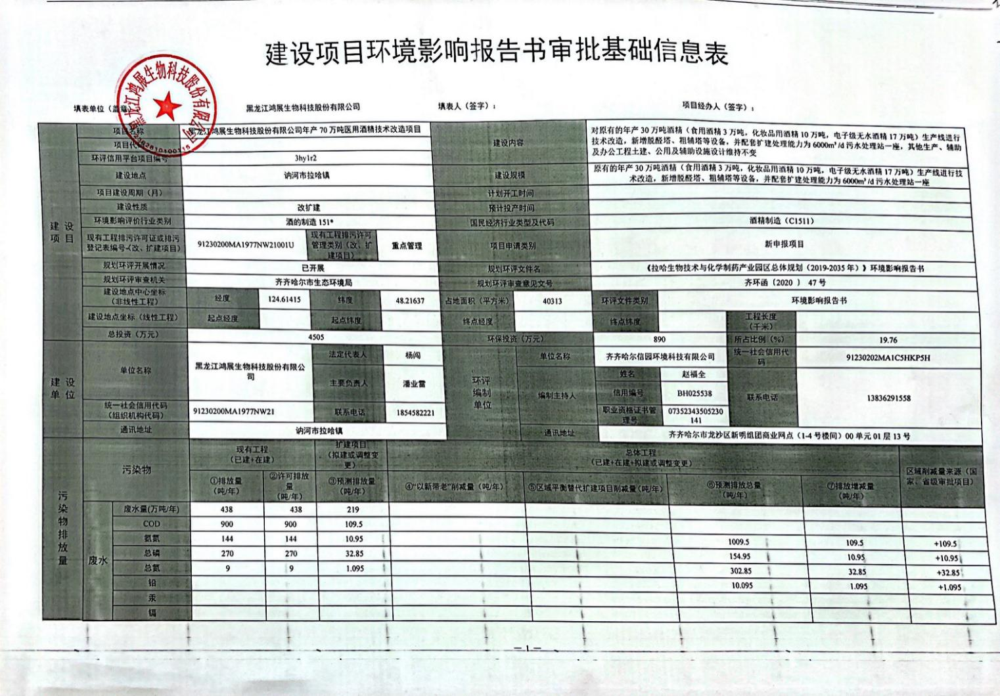 建设项目环境影响报告书审批基础信息表
黑龙江鸿展生物科技股份有限公司
2302810100115
填表单位（盖章）
黑龙江鸿展生物科技股份有限公司
填表人（签字）：
项目经办人（签字）：
建设项目
项目名称
黑龙江鸿展生物科技股份有限公司年产 70 万吨医用酒精技术改造项目
建设内容
对原有的年产 30 万吨酒精（食用酒精 3 万吨，化妆品用酒精 10 万吨，电子级无水酒精 17 万吨）生产线进行
技术改造，新增脱醛塔、粗辅塔等设备，并配套扩建处理能力为 6000m³/d 污水处理站一座，其他生产、辅助
及办公工程土建、公用及辅助设施设计维持不变
项目代
环评信用平台项目编号
3hy1r2
建设地点
讷河市拉哈镇
建设规模
原有的年产 30 万吨酒精（食用酒精 3 万吨，化妆品用酒精 10 万吨，电子级无水酒精 17 万吨）生产线进行技
术改造，新增脱醛塔、粗辅塔等设备，并配套扩建处理能力为 6000m³/d 污水处理站一座
项目建设周期（月）
计划开工时间
建设性质
改扩建
预计投产时间
环境影响评价行业类别
酒的制造 151*
国民经济行业类型及代码
酒精制造（C1511）
现有工程排污许可证或排污
登记表编号-(改、扩建项目)
91230200MA1977NW21001U
现有工程排污许可
管理类别（改、扩
建项目）
重点管理
项目申请类别
新申报项目
规划环评开展情况
已开展
规划环评文件名
《拉哈生物技术与化学制药产业园区总体规划（2019-2035 年）》环境影响报告书
规划环评审查机关
齐齐哈尔市生态环境局
规划环评审查意见文号
齐环函〔2020〕 47 号
建设地点中心坐标
（非线性工程）
经度
124.61415
纬度
48.21637
占地面积（平方米）
40313
环评文件类别
环境影响报告书
建设地点坐标（线性工程）
起点经度
起点纬度
终点经度
终点纬度
工程长度
（千米）
总投资（万元）
4505
环保投资（万元）
890
所占比例（%）
19.76
建设单位
单位名称
黑龙江鸿展生物科技股份有限公
司
法定代表人
杨闯
环评编制单位
单位名称
齐齐哈尔信园环境科技有限公司
统一社会信用代
码
91230202MA1C5HKP5H
主要负责人
潘业雷
编制主持人
姓名
赵福全
联系电话
13836291558
信用编号
BH025538
统一社会信用代码
（组织机构代码）
91230200MA1977NW21
联系电话
1854582221
职业资格证书管
理号
07352343505230
141
通讯地址
讷河市拉哈镇
通讯地址
齐齐哈尔市龙沙区新明组团商业网点（1-4 号楼间）00 单元 01 层 13 号
污染物排放量
污染物
现有工程
（已建+在建）
扩建项目
（拟建或调整变
更）
总体工程
（已建+在建+拟建或调整变更）
区域削减量来源（国
家、省级审批项目）
①排放量
（吨/年）
②许可排放
量
（吨/年）
③预测排放量
（吨/年）
④“以新带老”削减量（吨/年）
⑤区域平衡替代扩建项目削减量(吨/年)
⑥预测排放总量
（吨/年）
⑦排放增减量
（吨/年）
废水
废水量(万吨/年)
438
438
219
COD
900
900
109.5
氨氮
144
144
10.95
1009.5
109.5
+109.5
总磷
270
270
32.85
154.95
10.95
+10.95
总氮
9
9
1.095
302.85
32.85
+32.85
铅
10.095
1.095
+1.095
汞
镉
—1—